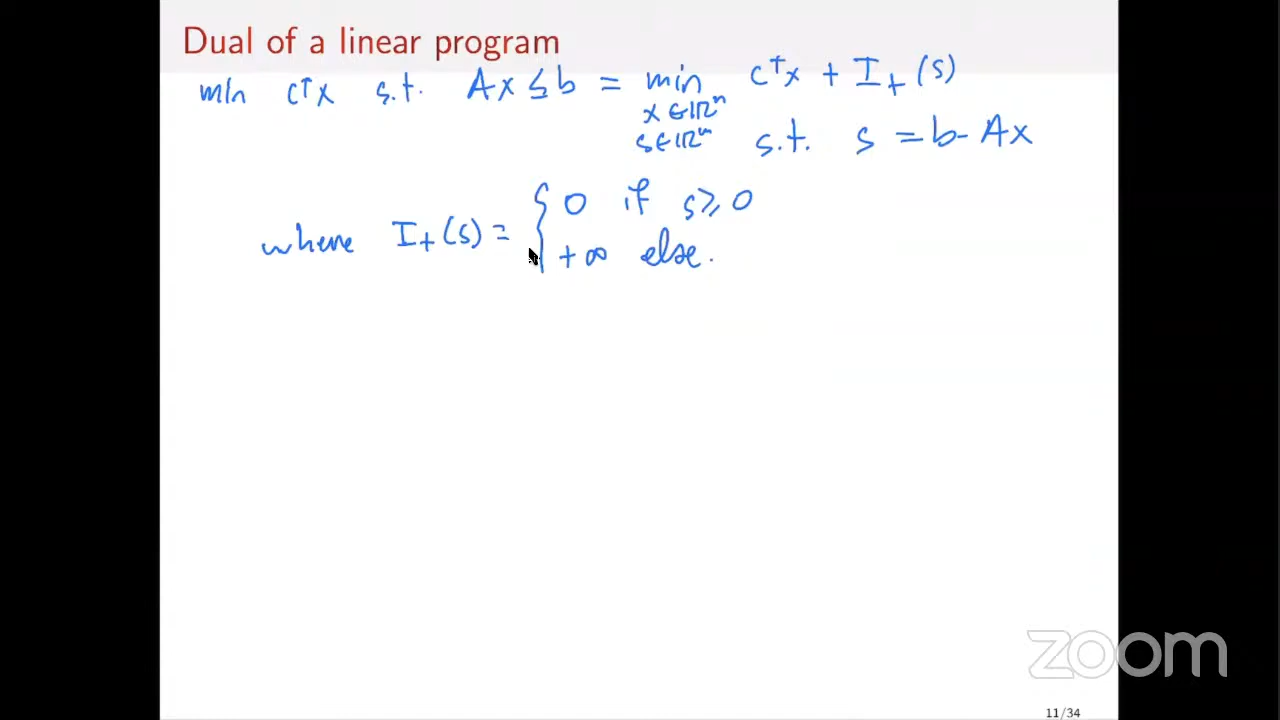 Dual of a linear program
min cᵀx s.t. Ax ≤ b = min cᵀx + I₊(s)
x∈ℝⁿ
s∈ℝᵐ s.t. s = b - Ax
where I₊(s) = { 0 if s ≥ 0
+∞ else.
zoom
11/34